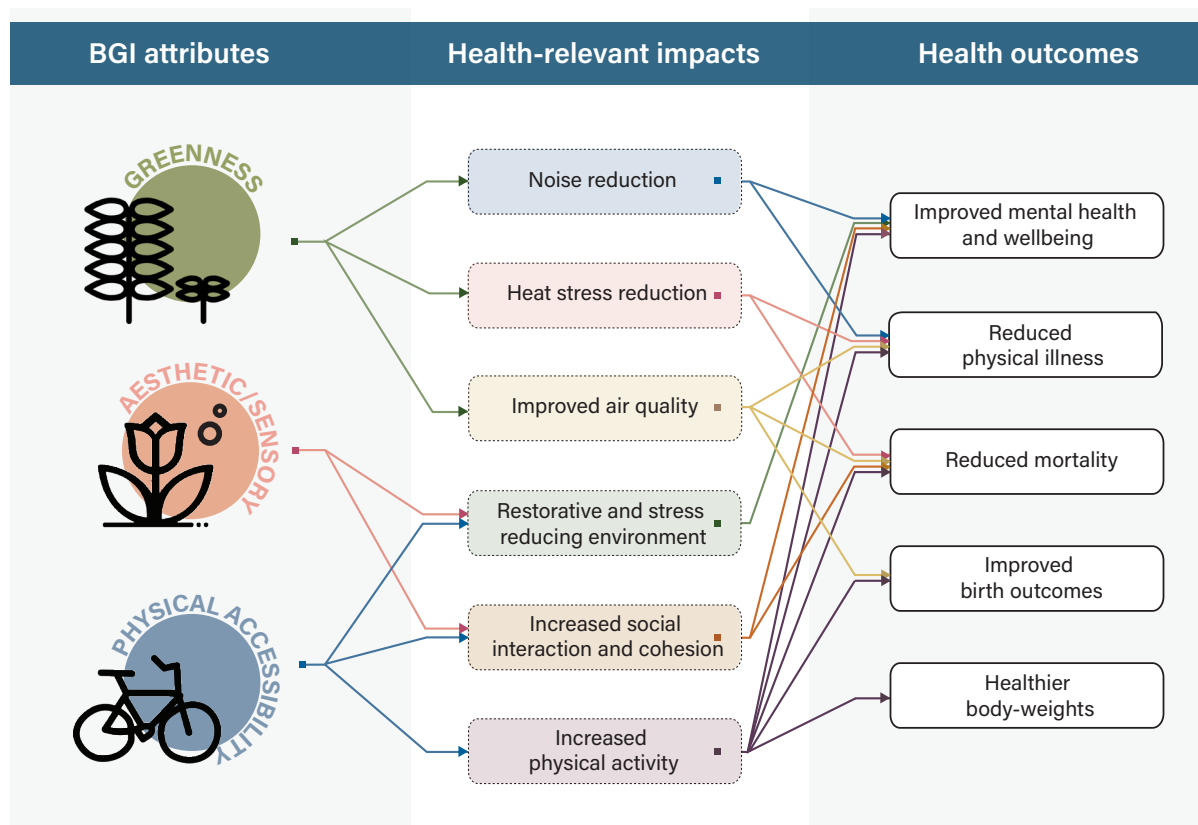 BGI attributes
Health-relevant impacts
Health outcomes
GREENNESS
AESTHETIC/SENSORY
PHYSICAL ACCESSIBILITY
Noise reduction
Heat stress reduction
Improved air quality
Restorative and stress
reducing environment
Increased social
interaction and cohesion
Increased
physical activity
Improved mental health
and wellbeing
Reduced
physical illness
Reduced mortality
Improved
birth outcomes
Healthier
body-weights